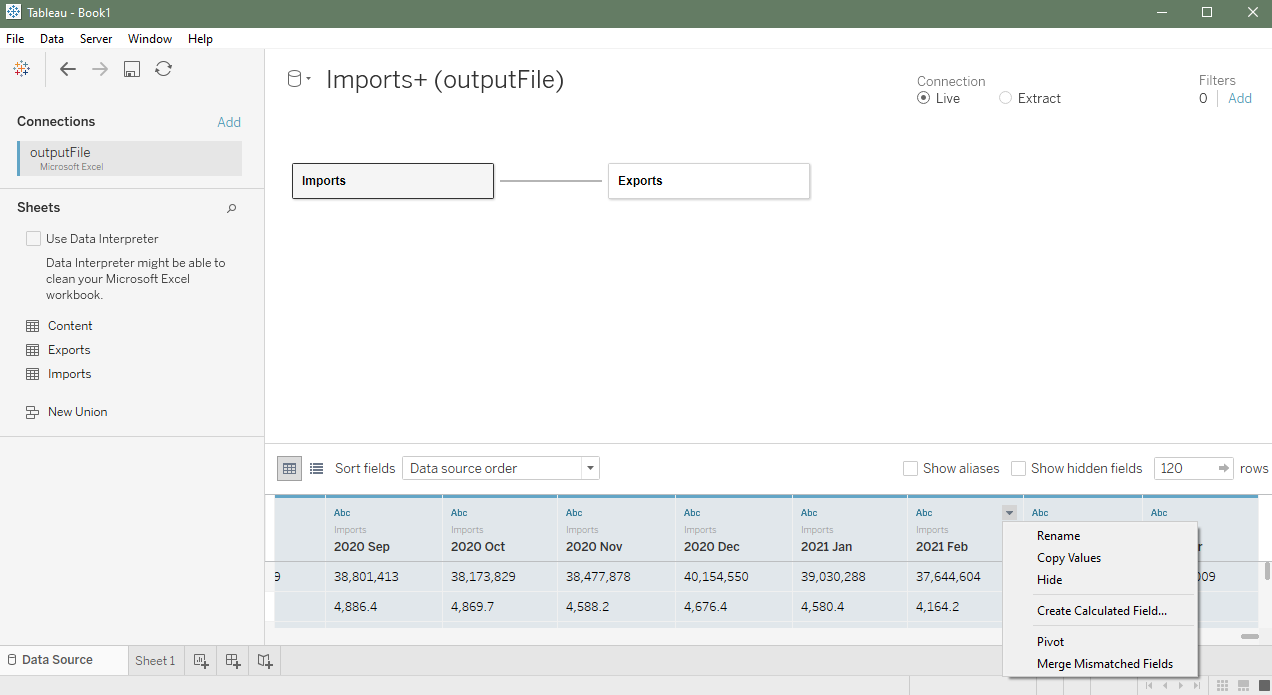 Tableau - Book1
File Data Server Window Help
Imports+ (outputFile)
Connection
Live Extract
Filters
0 Add
Connections Add
outputFile
Microsoft Excel
Sheets
Use Data Interpreter
Data Interpreter might be able to
clean your Microsoft Excel
workbook.
Content
Exports
Imports
New Union
Imports Exports
Sort fields Data source order Show aliases Show hidden fields 120 rows
Abc Abc Abc Abc Abc Abc Abc Abc
Imports Imports Imports Imports Imports Imports
2020 Sep 2020 Oct 2020 Nov 2020 Dec 2021 Jan 2021 Feb
9 38,801,413 38,173,829 38,477,878 40,154,550 39,030,288 37,644,604 009
4,886.4 4,869.7 4,588.2 4,676.4 4,580.4 4,164.2
Rename
Copy Values
Hide
Create Calculated Field...
Pivot
Merge Mismatched Fields
Data Source Sheet 1